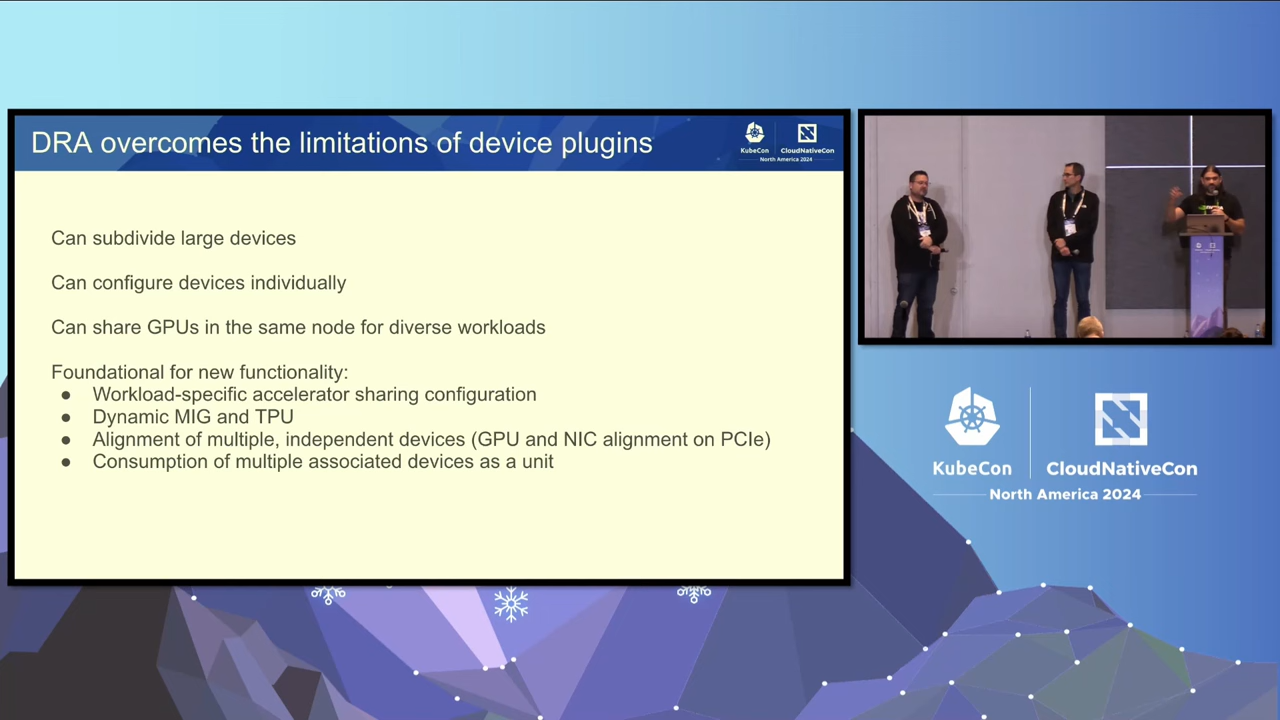 DRA overcomes the limitations of device plugins
KubeCon
CloudNativeCon
North America 2024
Can subdivide large devices
Can configure devices individually
Can share GPUs in the same node for diverse workloads
Foundational for new functionality:
● Workload-specific accelerator sharing configuration
● Dynamic MIG and TPU
● Alignment of multiple, independent devices (GPU and NIC alignment on PCIe)
● Consumption of multiple associated devices as a unit
KubeCon
CloudNativeCon
North America 2024